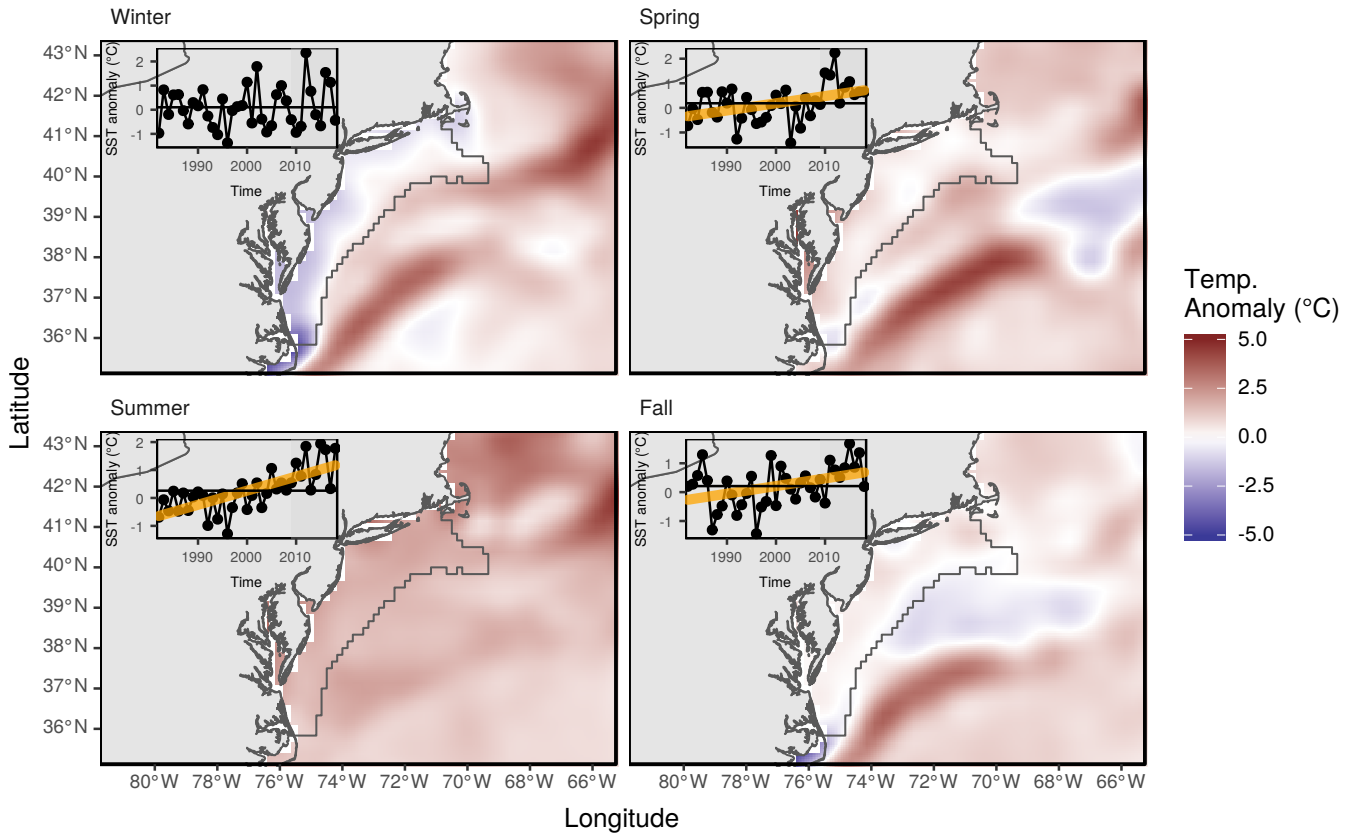 Winter
Spring
43°N
42°N
41°N
40°N
39°N
38°N
37°N
36°N
SST anomaly (°C)
2
1
0
-1
1990
2000
2010
Time
SST anomaly (°C)
2
1
0
-1
1990
2000
2010
Time
Summer
Fall
43°N
42°N
41°N
40°N
39°N
38°N
37°N
36°N
SST anomaly (°C)
2
1
0
-1
1990
2000
2010
Time
SST anomaly (°C)
1
0
-1
1990
2000
2010
Time
80°W 78°W 76°W 74°W 72°W 70°W 68°W 66°W
80°W 78°W 76°W 74°W 72°W 70°W 68°W 66°W
Latitude
Longitude
Temp.
Anomaly (°C)
5.0
2.5
0.0
-2.5
-5.0